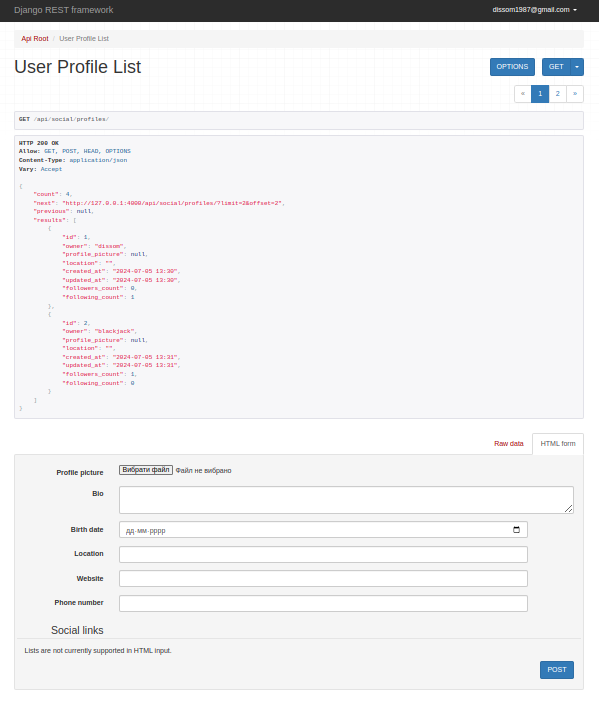 Django REST framework
dissom1987@gmail.com
Api Root / User Profile List
User Profile List
OPTIONS
GET
« 1 2 »
GET /api/social/profiles/
HTTP 200 OK
Allow: GET, POST, HEAD, OPTIONS
Content-Type: application/json
Vary: Accept
{
"count": 4,
"next": "http://127.0.0.1:4000/api/social/profiles/?limit=2&offset=2",
"previous": null,
"results": [
{
"id": 1,
"owner": "dissom",
"profile_picture": null,
"location": "",
"created_at": "2024-07-05 13:30",
"updated_at": "2024-07-05 13:30",
"followers_count": 0,
"following_count": 1
},
{
"id": 2,
"owner": "blackjack",
"profile_picture": null,
"location": "",
"created_at": "2024-07-05 13:31",
"updated_at": "2024-07-05 13:31",
"followers_count": 1,
"following_count": 0
}
]
}
Raw data
HTML form
Profile picture
Вибрати файл Файл не вибрано
Bio
Birth date
дд-мм-рррр
Location
Website
Phone number
Social links
Lists are not currently supported in HTML input.
POST